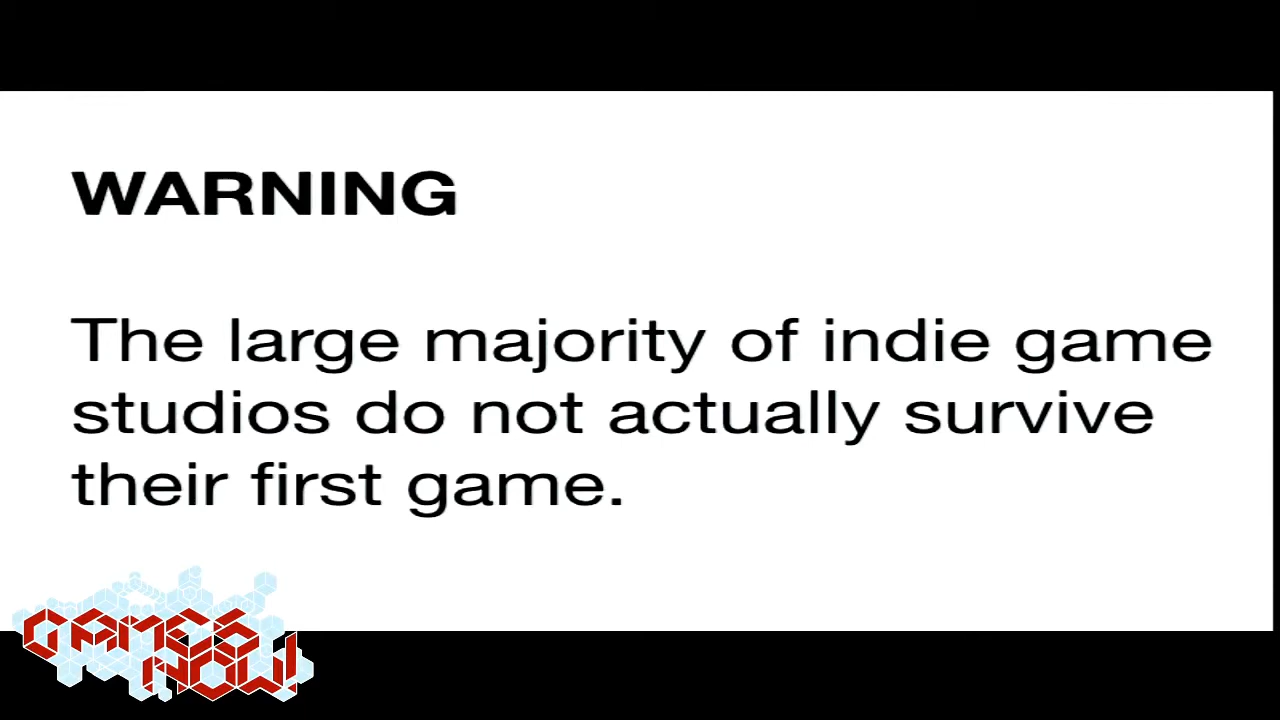 WARNING
The large majority of indie game
studios do not actually survive
their first game.
GAMES
NOW!